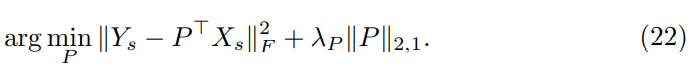 arg min_P ‖Y_s − P^⊤ X_s‖_F^2 + λ_P‖P‖_{2,1}. (22)